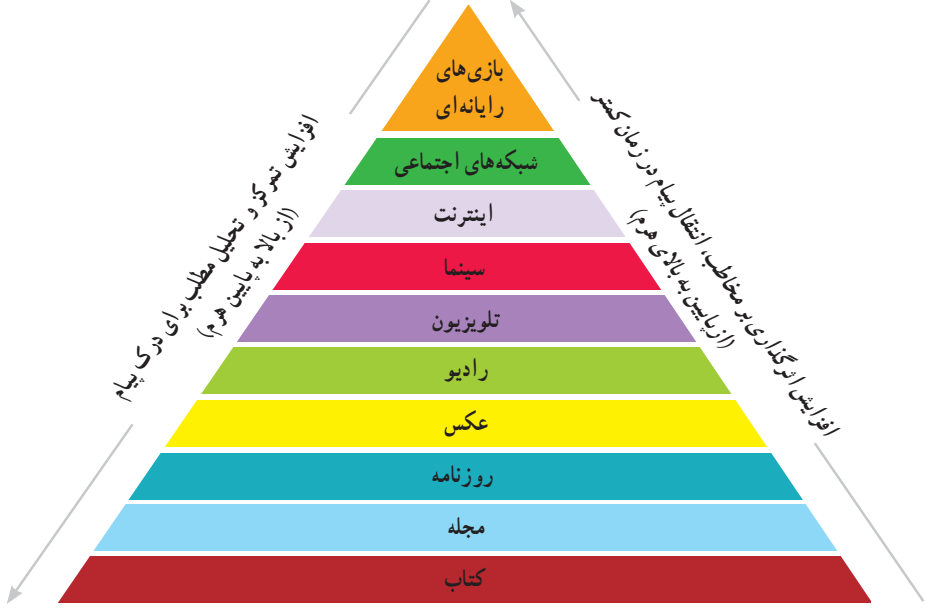 بازی‌های
رایانه‌ای
شبکه‌های اجتماعی
اینترنت
سینما
تلویزیون
رادیو
عکس
روزنامه
مجله
کتاب
افزایش اثرگذاری بر مخاطب، انتقال پیام در زمان کمتر
(از پایین به بالای هرم)
افزایش تمرکز و تحلیل مطلب برای درک پیام
(از بالا به پایین هرم)